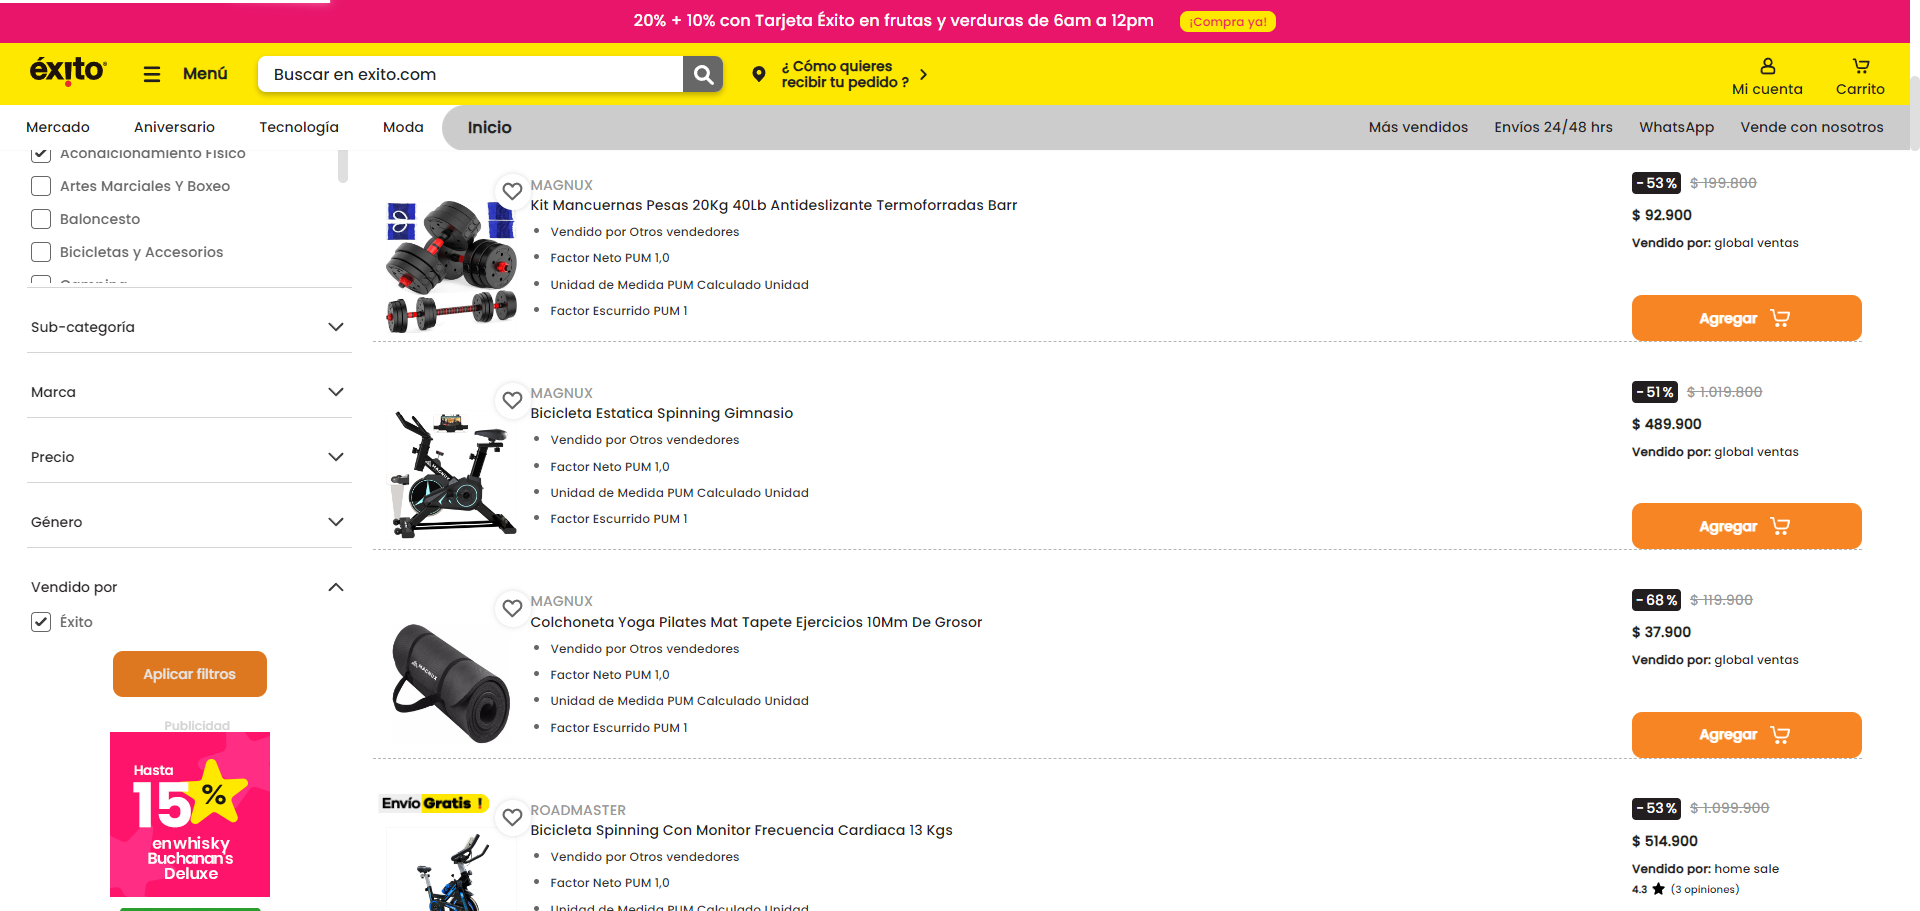 20% + 10% con Tarjeta Éxito en frutas y verduras de 6am a 12pm
¡Compra ya!
éxito
Menú
Buscar en exito.com
¿ Cómo quieres
recibir tu pedido ?
Mi cuenta
Carrito
Mercado
Aniversario
Tecnología
Moda
Inicio
Más vendidos
Envíos 24/48 hrs
WhatsApp
Vende con nosotros
Acondicionamiento Físico
Artes Marciales Y Boxeo
Baloncesto
Bicicletas y Accesorios
Camping
Sub-categoría
Marca
Precio
Género
Vendido por
Éxito
Aplicar filtros
Publicidad
Hasta
15%
en whisky
Buchanan's
Deluxe
MAGNUX
Kit Mancuernas Pesas 20Kg 40Lb Antideslizante Termoforradas Barr
Vendido por Otros vendedores
Factor Neto PUM 1,0
Unidad de Medida PUM Calculado Unidad
Factor Escurrido PUM 1
- 53 % $ 199.800
$ 92.900
Vendido por: global ventas
Agregar
MAGNUX
Bicicleta Estatica Spinning Gimnasio
Vendido por Otros vendedores
Factor Neto PUM 1,0
Unidad de Medida PUM Calculado Unidad
Factor Escurrido PUM 1
- 51 % $ 1.019.800
$ 489.900
Vendido por: global ventas
Agregar
MAGNUX
MAGNUX
Colchoneta Yoga Pilates Mat Tapete Ejercicios 10Mm De Grosor
Vendido por Otros vendedores
Factor Neto PUM 1,0
Unidad de Medida PUM Calculado Unidad
Factor Escurrido PUM 1
- 68 % $ 119.900
$ 37.900
Vendido por: global ventas
Agregar
Envío Gratis !
ROADMASTER
Bicicleta Spinning Con Monitor Frecuencia Cardiaca 13 Kgs
Vendido por Otros vendedores
Factor Neto PUM 1,0
Unidad de Medida PUM Calculado Unidad
- 53 % $ 1.099.900
$ 514.900
Vendido por: home sale
4.3 ★ (3 opiniones)